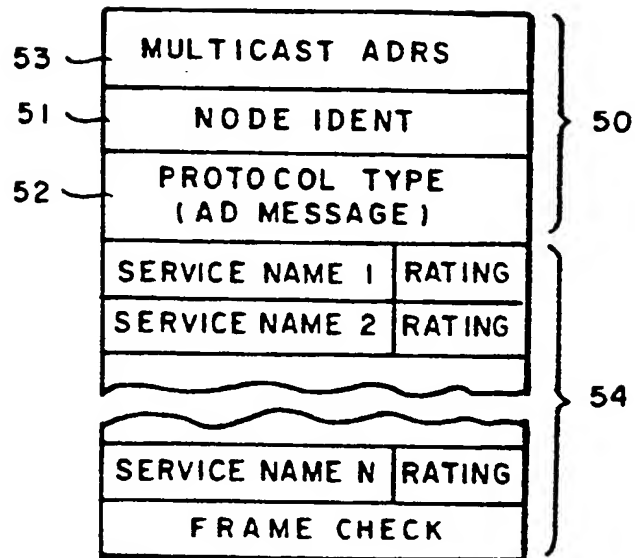 53 MULTICAST ADRS
51 NODE IDENT
50
52 PROTOCOL TYPE
(AD MESSAGE)
SERVICE NAME 1 RATING
SERVICE NAME 2 RATING
54
SERVICE NAME N RATING
FRAME CHECK